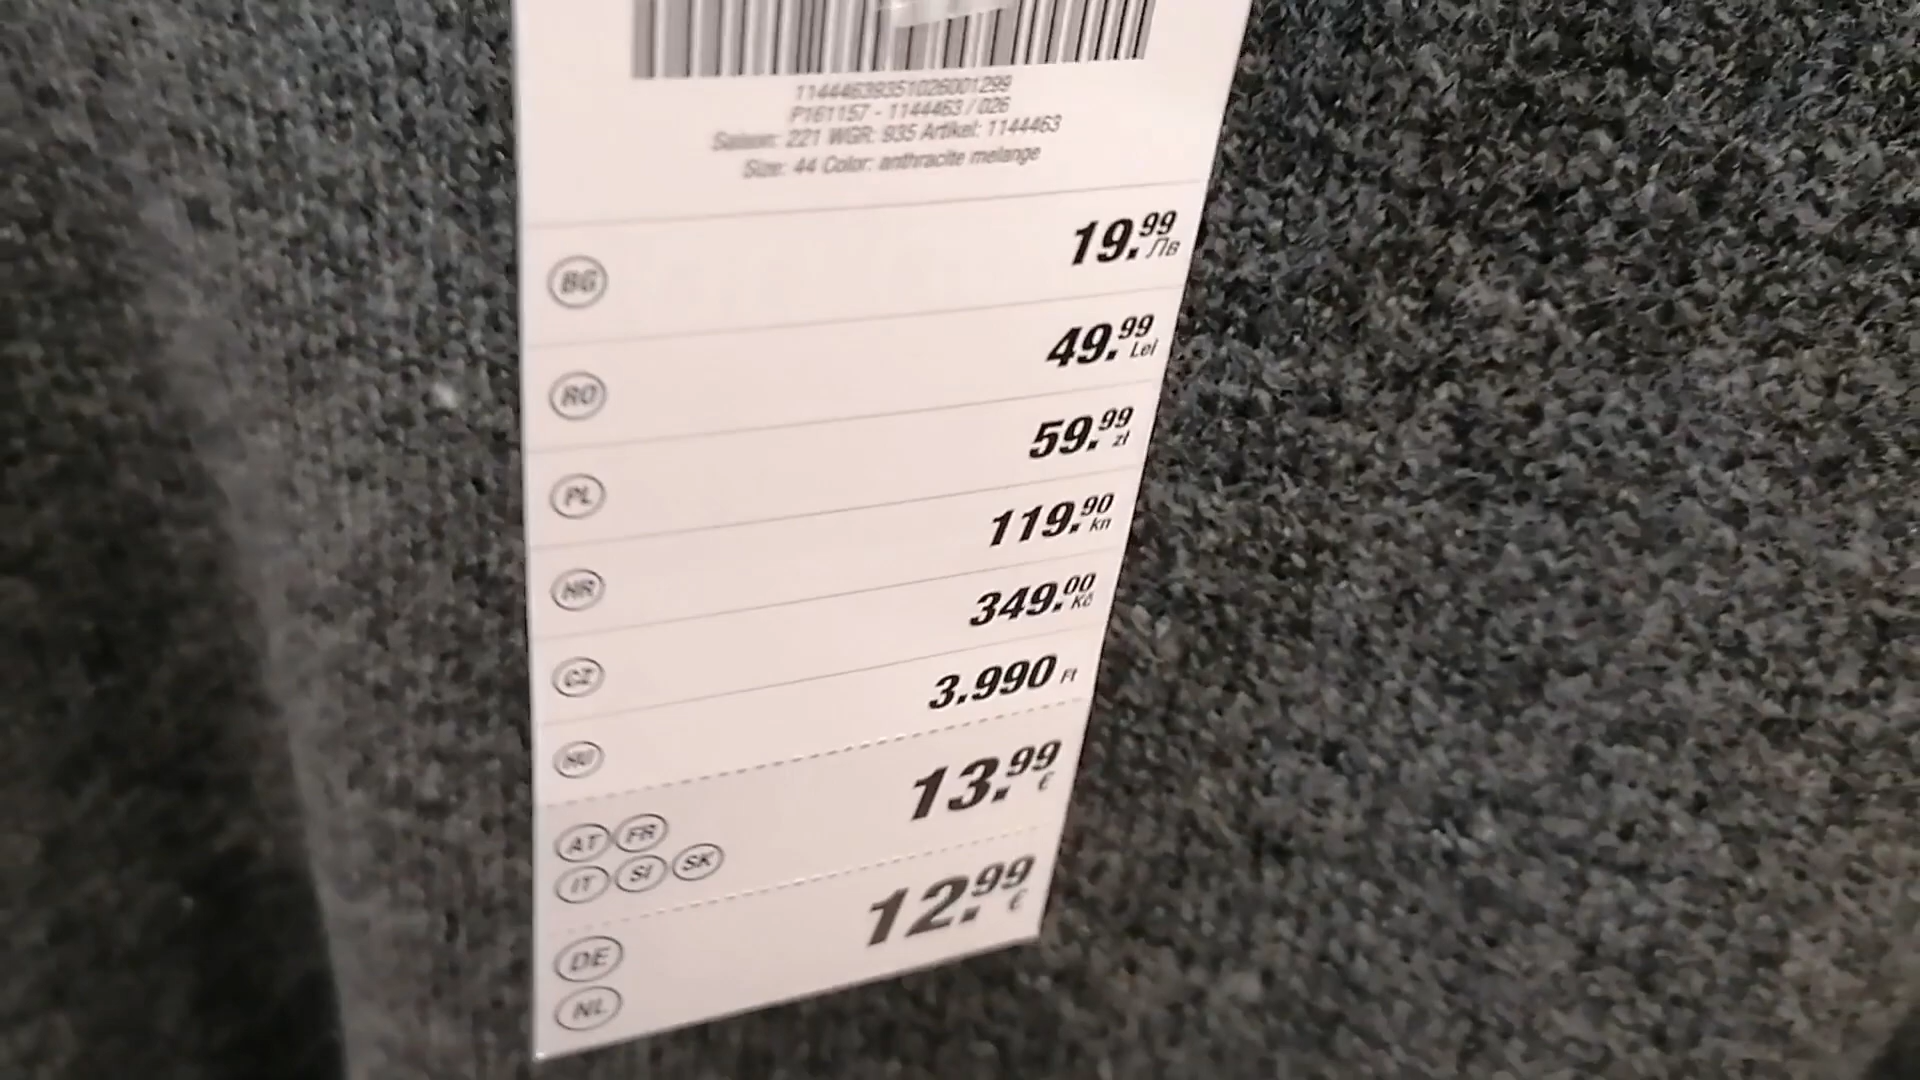 11444639351026001299
P161157 - 1144463 / 026
Saison: 221 WGR: 935 Artikel: 1144463
Size: 44 Color: anthracite melange
BG 19.99 Лв
RO 49.99 Lei
PL 59.99 zł
HR 119.90 kn
CZ 349.00 Kč
HU 3.990 Ft
AT FR 13.99 €
IT SI SK
DE 12.99 €
NL